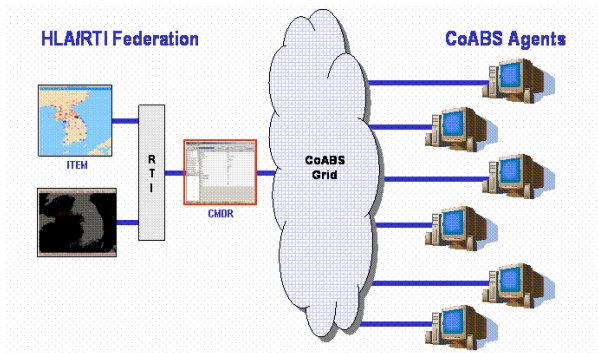 HLA/RTI Federation
CoABS Agents
ITEM
R
T
I
CMDR
CoABS
Grid